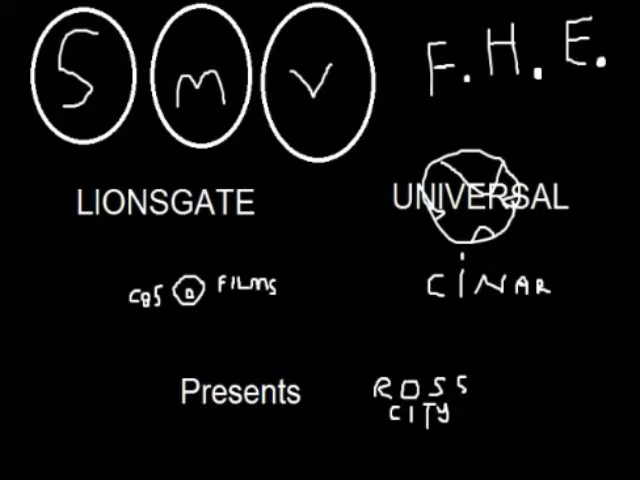 S M V F.H.E.
LIONSGATE UNIVERSAL
CBS FILMS CINAR
Presents ROSS
CITY